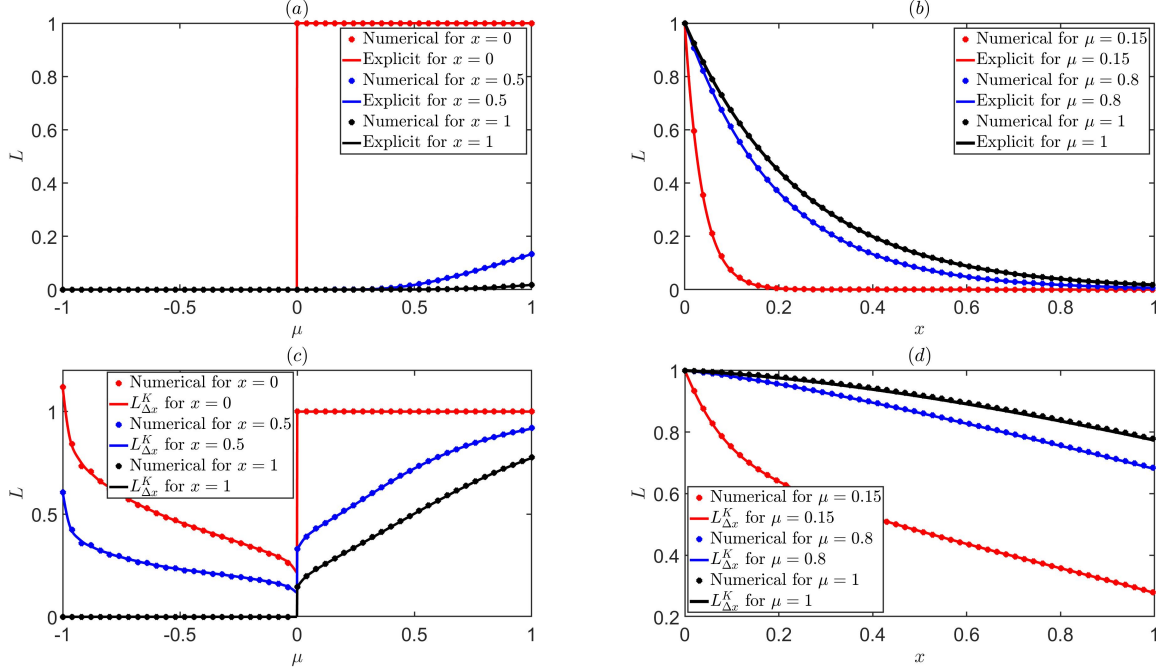 (a)
1
0.8
0.6
0.4
0.2
0
L
Numerical for x = 0
Explicit for x = 0
Numerical for x = 0.5
Explicit for x = 0.5
Numerical for x = 1
Explicit for x = 1
-1 -0.5 0 0.5 1
μ
(b)
1
0.8
0.6
0.4
0.2
0
L
Numerical for μ = 0.15
Explicit for μ = 0.15
Numerical for μ = 0.8
Explicit for μ = 0.8
Numerical for μ = 1
Explicit for μ = 1
0 0.2 0.4 0.6 0.8 1
x
(c)
1
0.5
0
L
Numerical for x = 0
L^K_Δx for x = 0
Numerical for x = 0.5
L^K_Δx for x = 0.5
Numerical for x = 1
L^K_Δx for x = 1
-1 -0.5 0 0.5 1
μ
(d)
1
0.8
0.6
0.4
0.2
L
Numerical for μ = 0.15
L^K_Δx for μ = 0.15
Numerical for μ = 0.8
L^K_Δx for μ = 0.8
Numerical for μ = 1
L^K_Δx for μ = 1
0 0.2 0.4 0.6 0.8 1
x